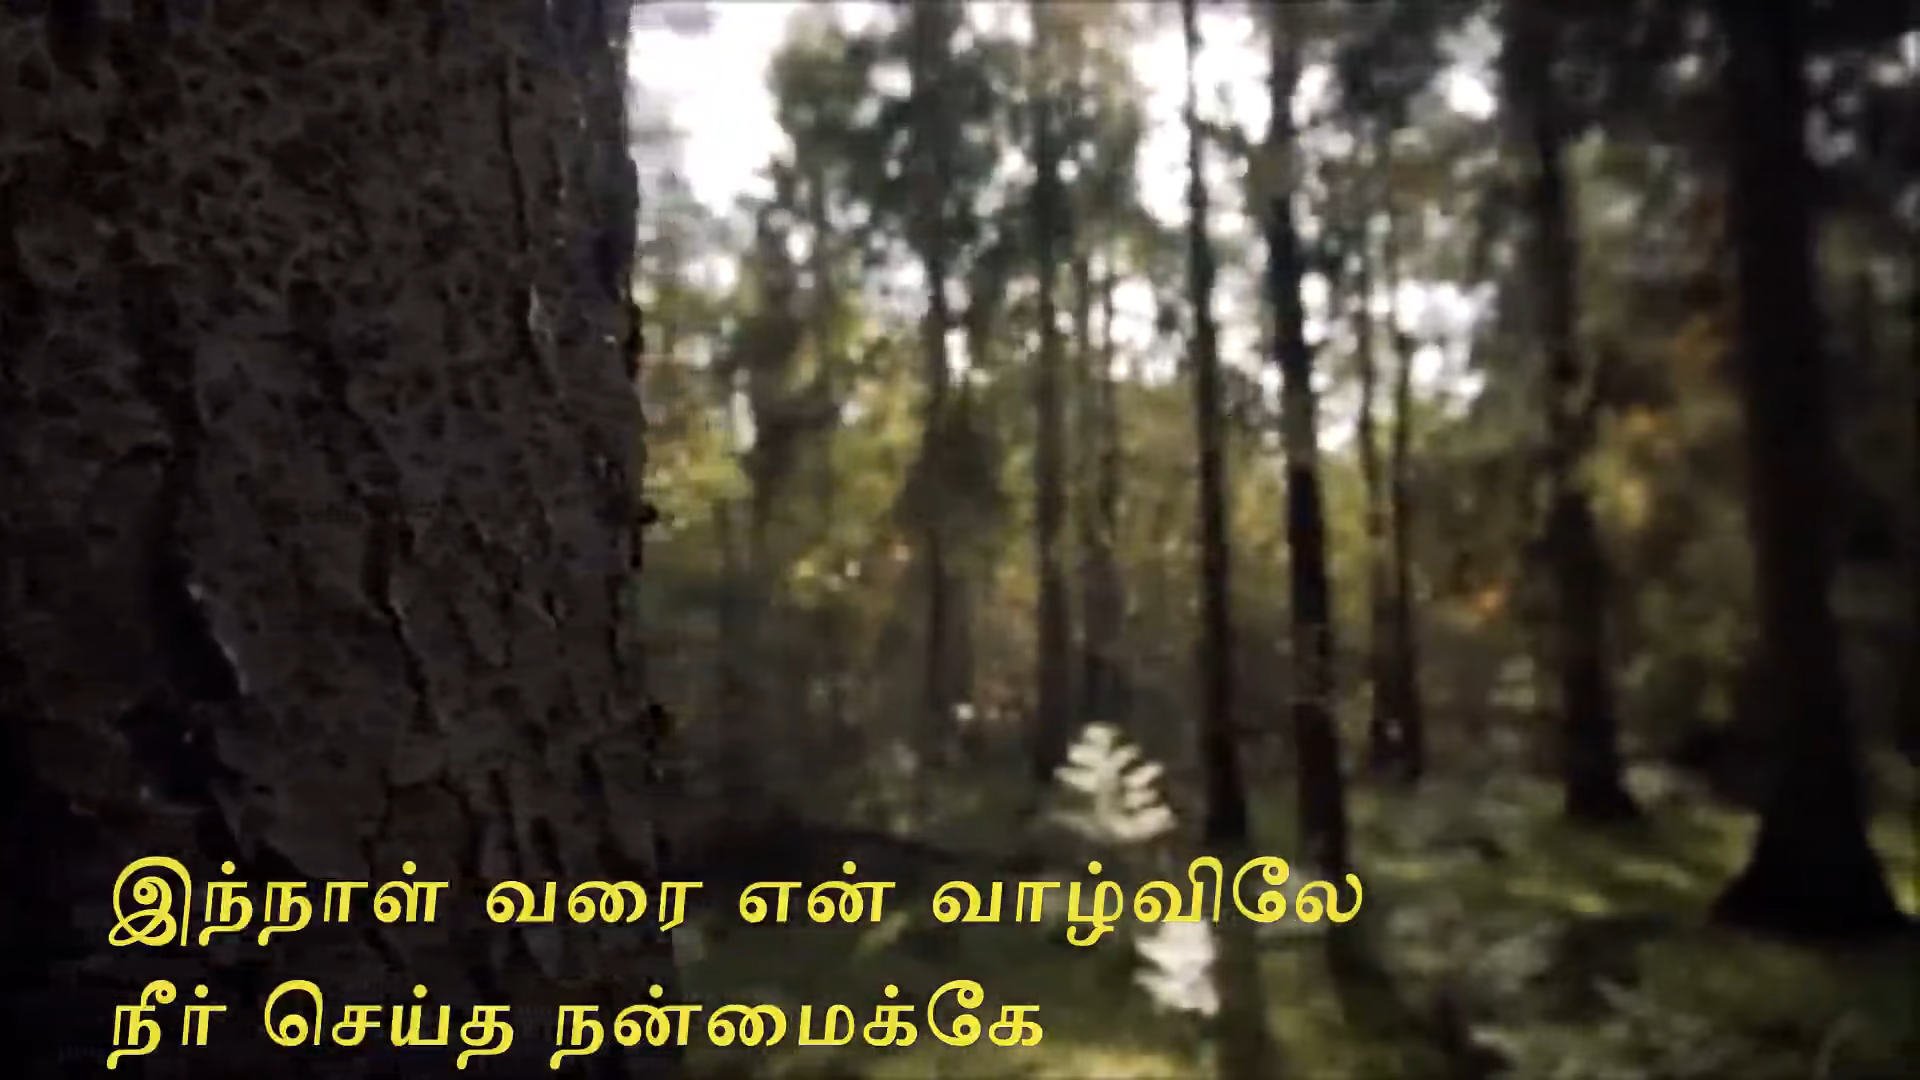 இந்நாள் வரை என் வாழ்விலே
நீர் செய்த நன்மைக்கே